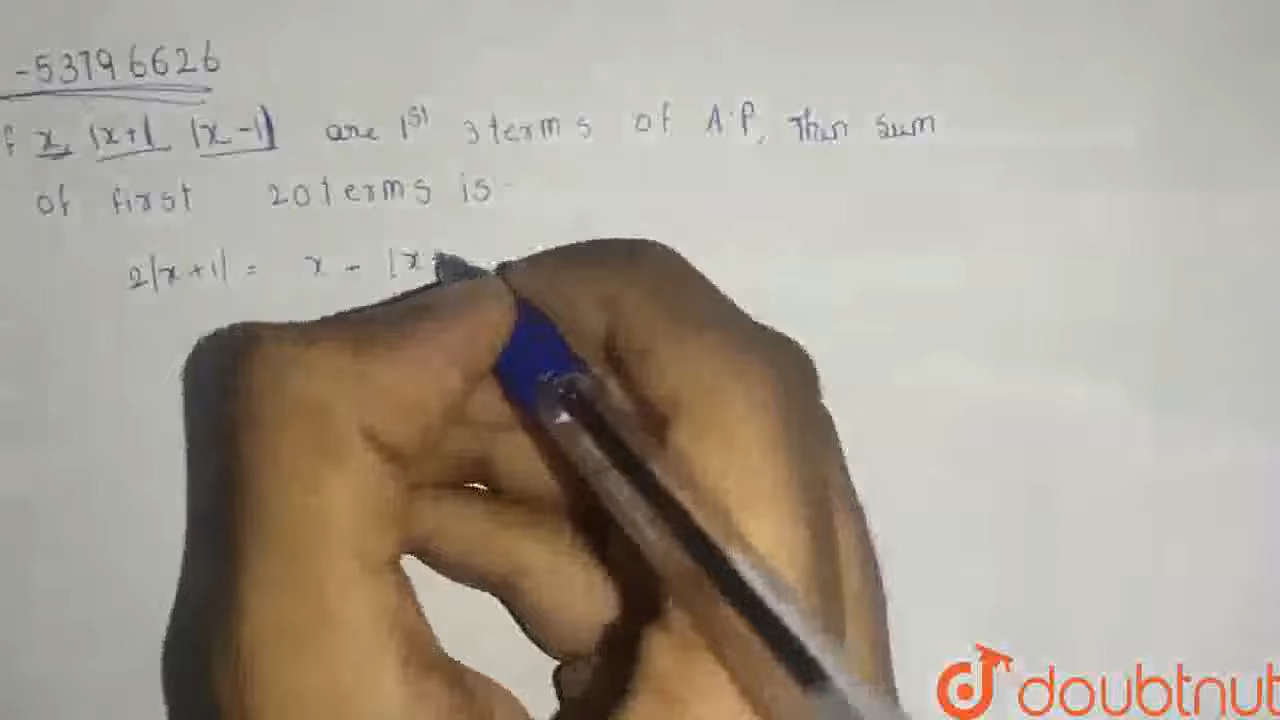 -53796626
f x, |x+1, |x-1| are 1st 3 terms of A.P, Then sum
of first 20 terms is
2|x+1| = x - |x
doubtnut